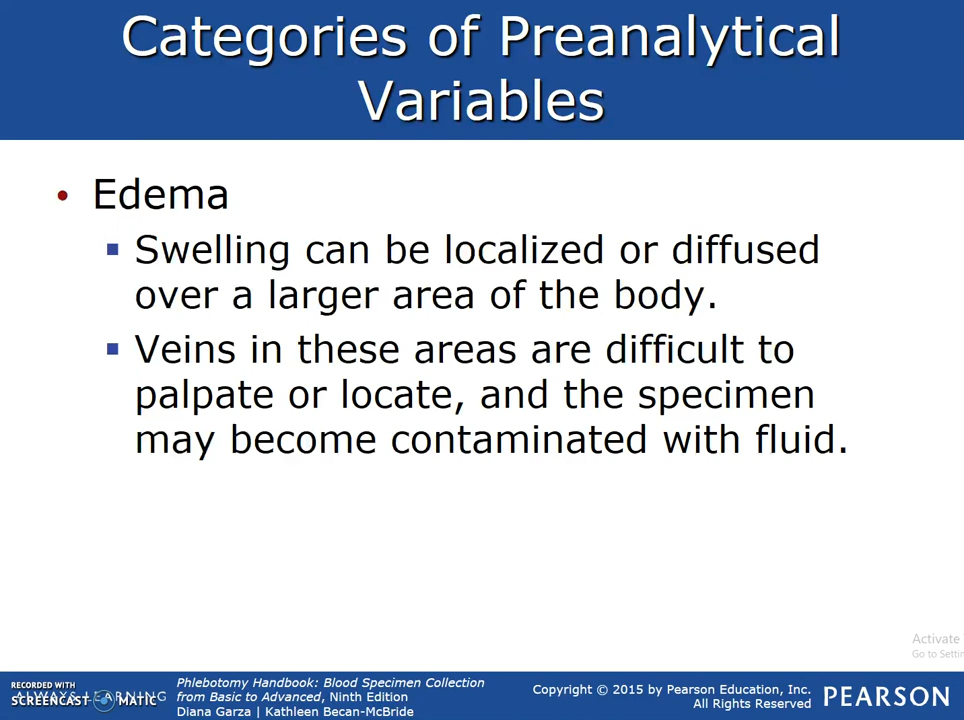 Categories of Preanalytical
Variables
• Edema
▪ Swelling can be localized or diffused
over a larger area of the body.
▪ Veins in these areas are difficult to
palpate or locate, and the specimen
may become contaminated with fluid.
Activate
Go to Settin
RECORDED WITH
SCREENCAST MATIC
ALWAYS LEARNING
Phlebotomy Handbook: Blood Specimen Collection
from Basic to Advanced, Ninth Edition
Diana Garza | Kathleen Becan-McBride
Copyright © 2015 by Pearson Education, Inc.
All Rights Reserved
PEARSON